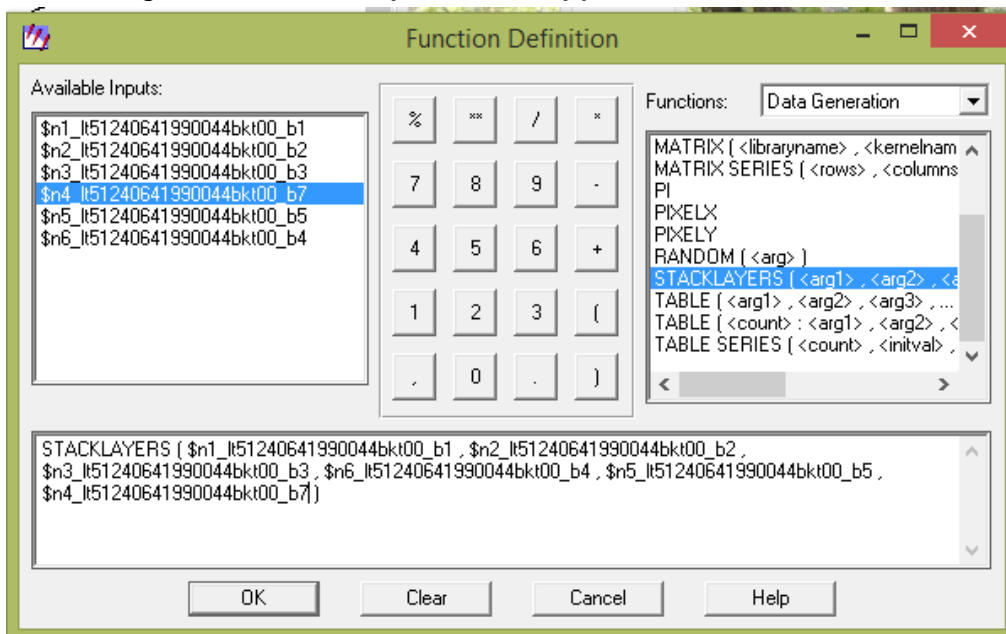 Function Definition
Available Inputs:
$n1_lt51240641990044bkt00_b1
$n2_lt51240641990044bkt00_b2
$n3_lt51240641990044bkt00_b3
$n4_lt51240641990044bkt00_b7
$n5_lt51240641990044bkt00_b5
$n6_lt51240641990044bkt00_b4
% ** / *
7 8 9 -
4 5 6 +
1 2 3 (
, 0 . )
Functions: Data Generation
MATRIX ( <libraryname> , <kernelnam
MATRIX SERIES ( <rows> , <columns
PI
PIXELX
PIXELY
RANDOM ( <arg> )
STACKLAYERS ( <arg1> , <arg2> , <a
TABLE ( <arg1> , <arg2> , <arg3> , ...
TABLE ( <count> : <arg1> , <arg2> , <
TABLE SERIES ( <count> , <initval> ,
STACKLAYERS ( $n1_lt51240641990044bkt00_b1 , $n2_lt51240641990044bkt00_b2 ,
$n3_lt51240641990044bkt00_b3 , $n6_lt51240641990044bkt00_b4 , $n5_lt51240641990044bkt00_b5 ,
$n4_lt51240641990044bkt00_b7 )
OK Clear Cancel Help